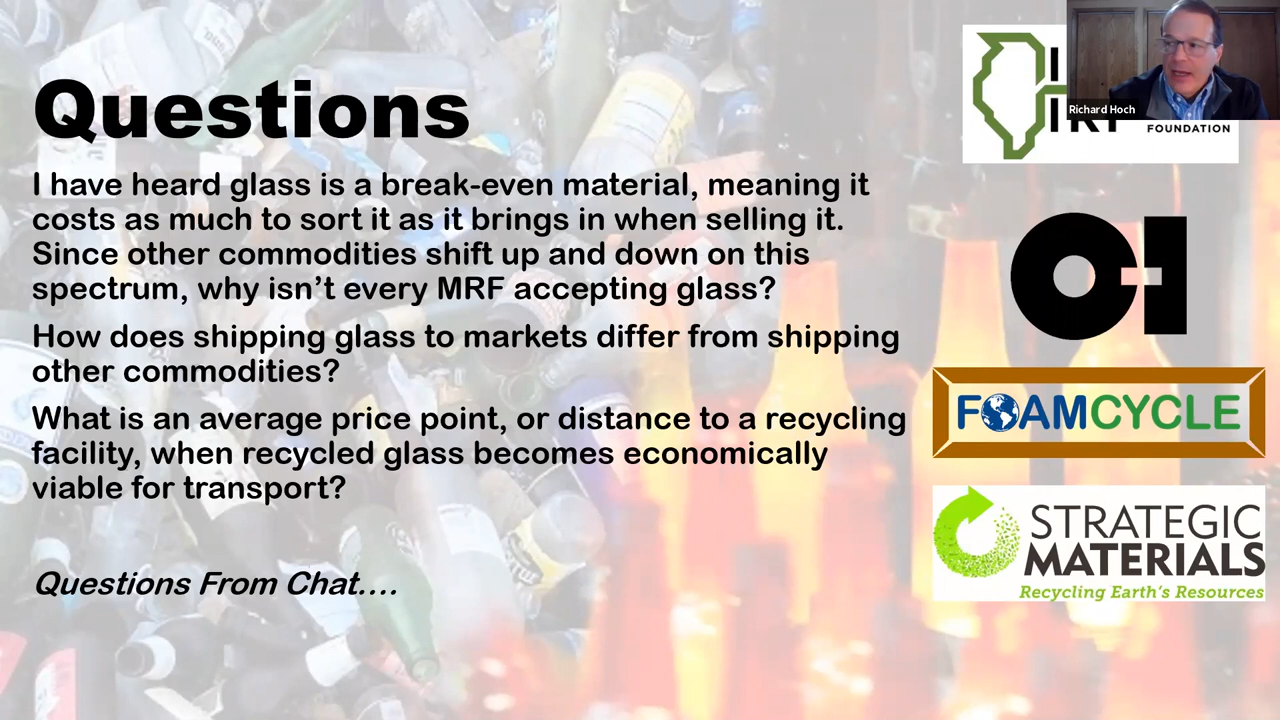 Questions
I have heard glass is a break-even material, meaning it
costs as much to sort it as it brings in when selling it.
Since other commodities shift up and down on this
spectrum, why isn't every MRF accepting glass?
How does shipping glass to markets differ from shipping
other commodities?
What is an average price point, or distance to a recycling
facility, when recycled glass becomes economically
viable for transport?
Questions From Chat....
Richard Hoch
FOUNDATION
O-I
FOAMCYCLE
STRATEGIC
MATERIALS
Recycling Earth's Resources